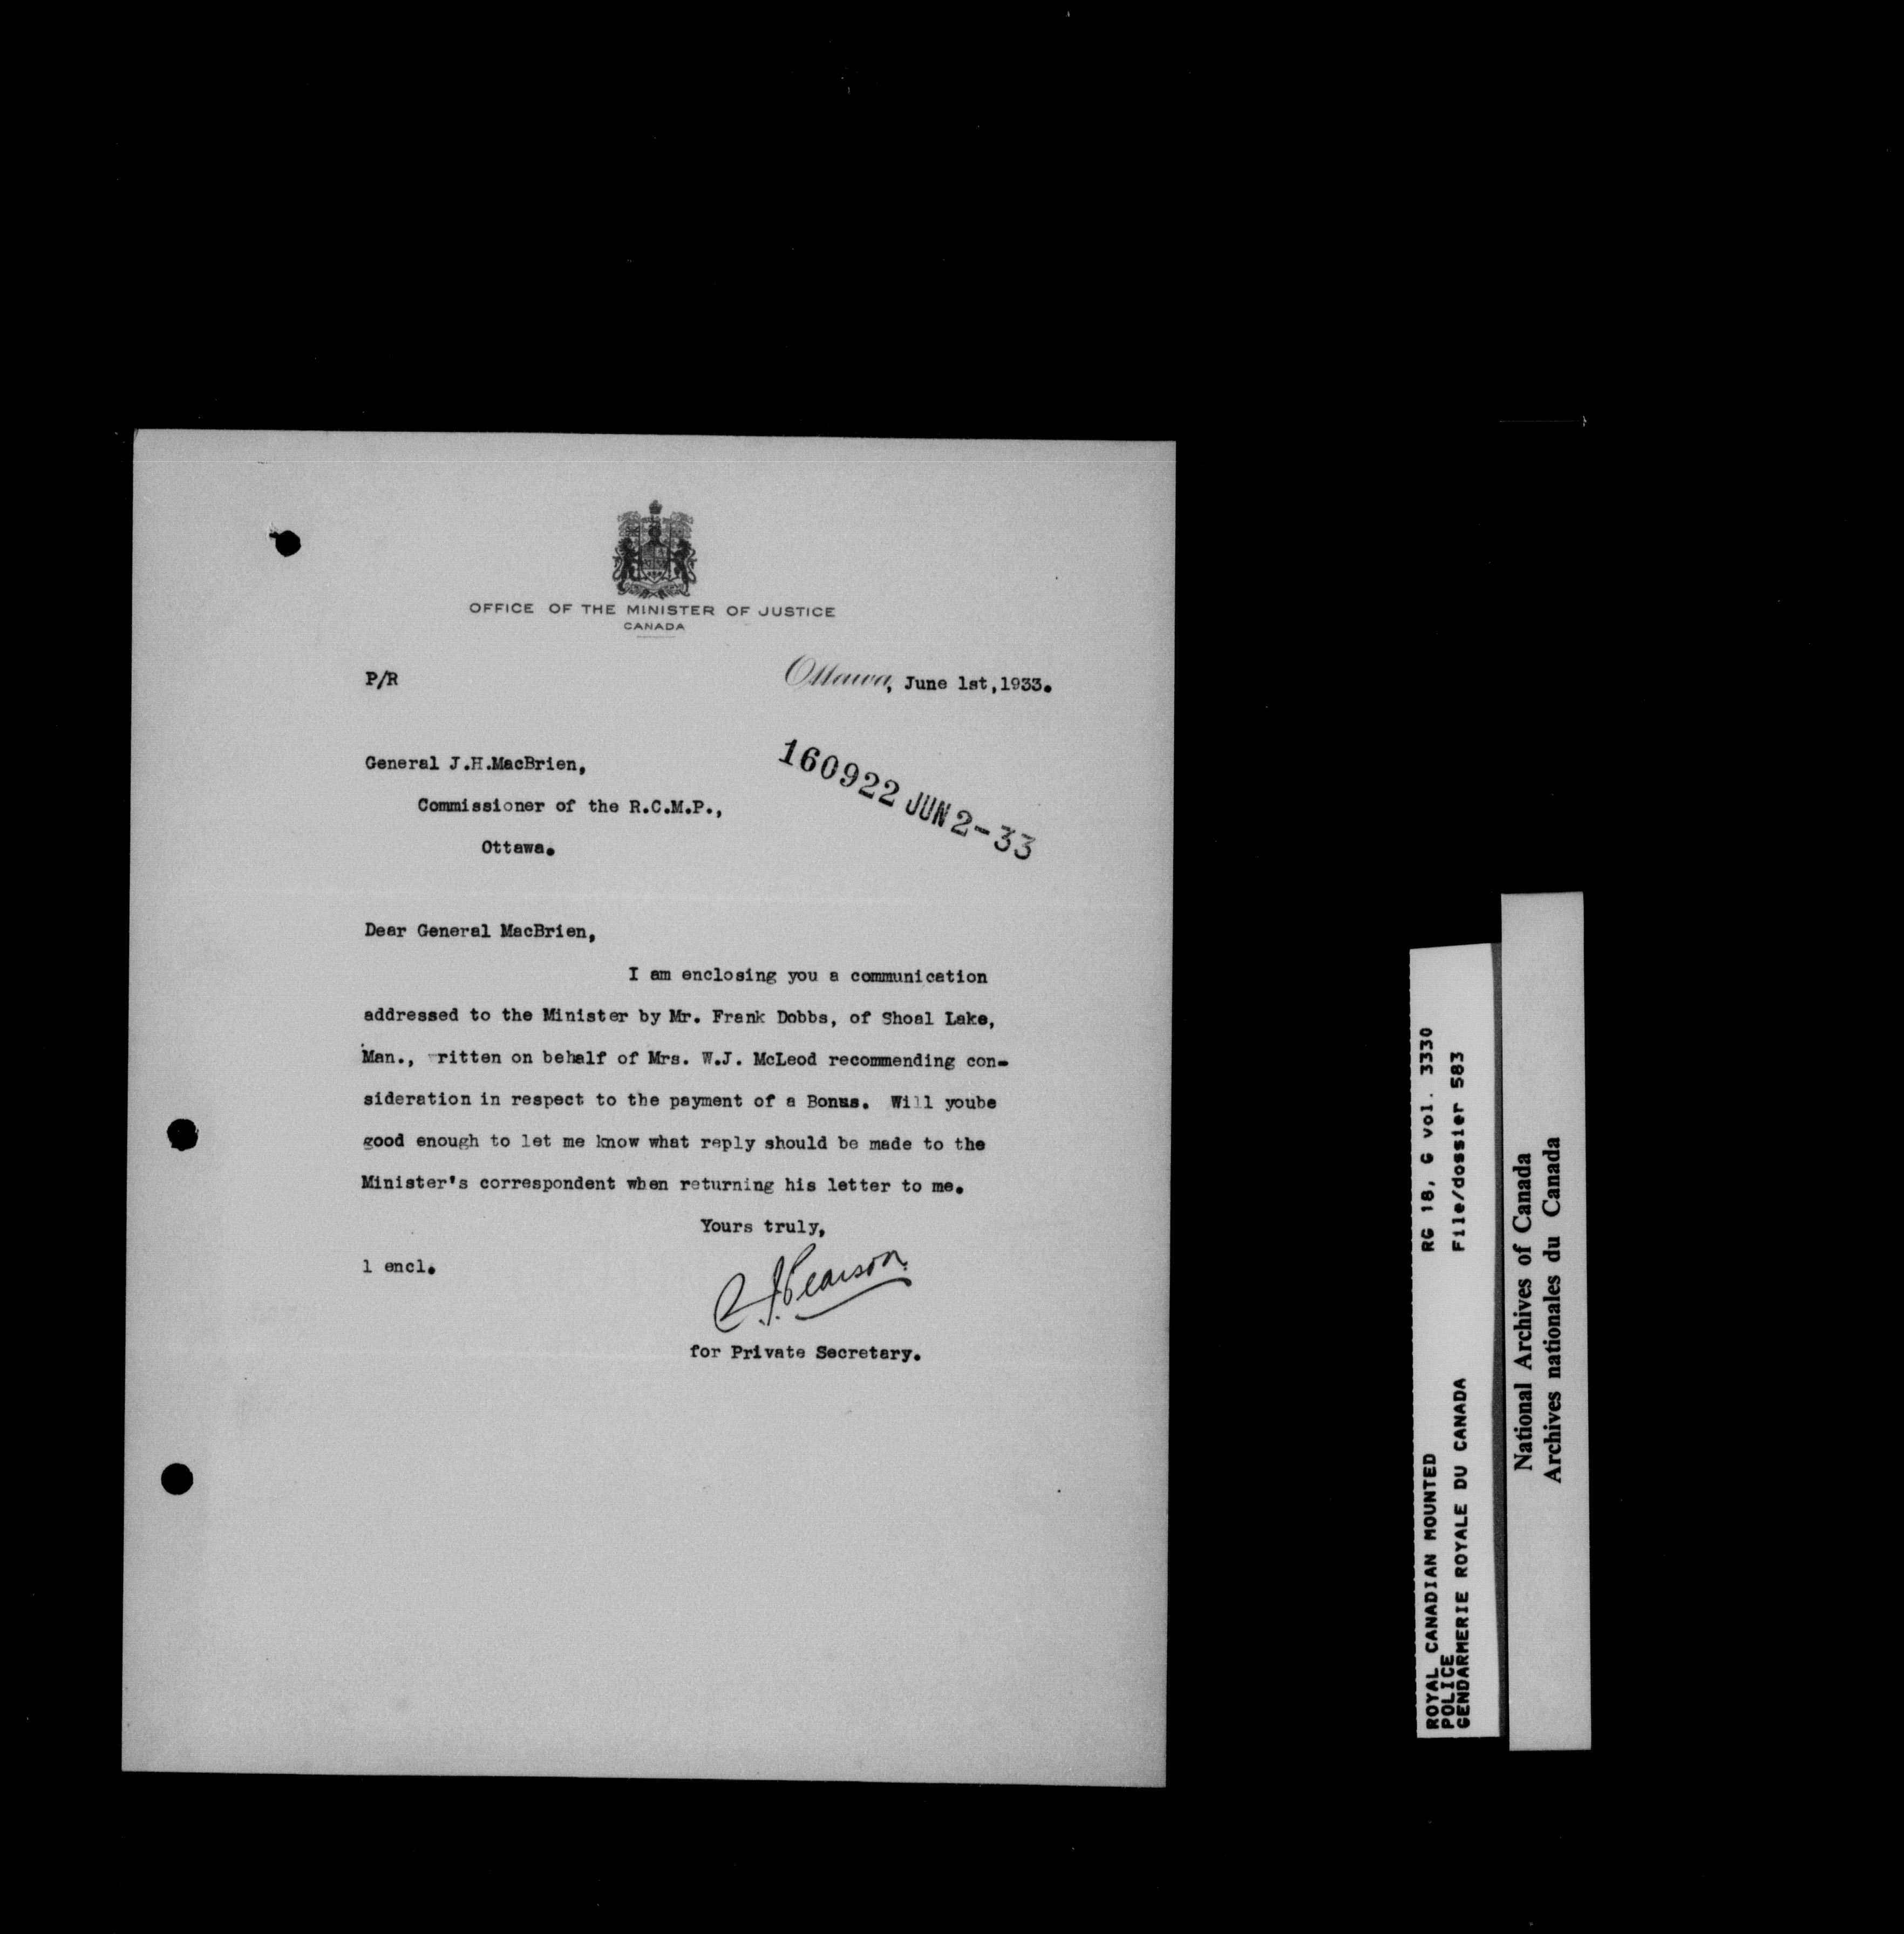 OFFICE OF THE MINISTER OF JUSTICE
CANADA
P/R
Ottawa, June 1st,1933.
General J.H.MacBrien,
Commissioner of the R.C.M.P.,
Ottawa.
160922 JUN 2-33
Dear General MacBrien,
I am enclosing you a communication
addressed to the Minister by Mr. Frank Dobbs, of Shoal Lake,
Man., ritten on behalf of Mrs. W.J. McLeod recommending con-
sideration in respect to the payment of a Bonus. Will yoube
good enough to let me know what reply should be made to the
Minister's correspondent when returning his letter to me.
Yours truly,
1 encl.
Pearson.
for Private Secretary.
ROYAL CANADIAN MOUNTED
POLICE
GENDARMERIE ROYALE DU CANADA
RG 18, G vol. 3330
File/dossier 583
National Archives of Canada
Archives nationales du Canada